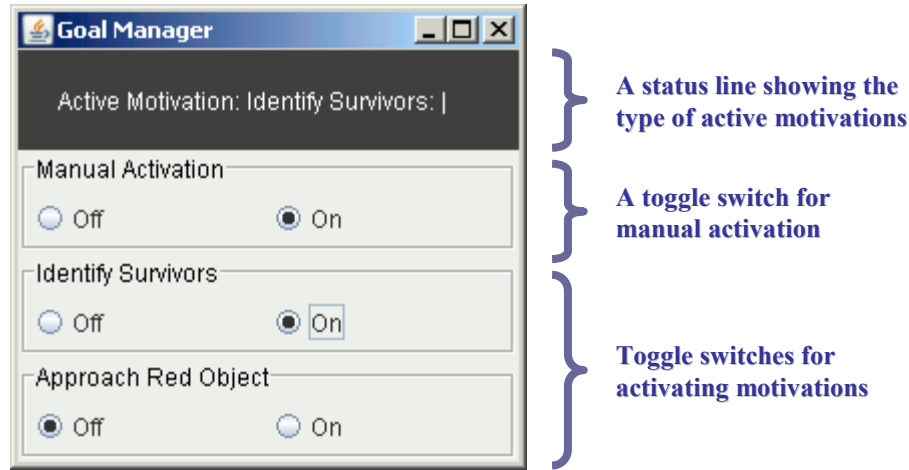 Goal Manager
Active Motivation: Identify Survivors: |
A status line showing the
type of active motivations
Manual Activation
Off On
A toggle switch for
manual activation
Identify Survivors
Off On
Approach Red Object
Off On
Toggle switches for
activating motivations